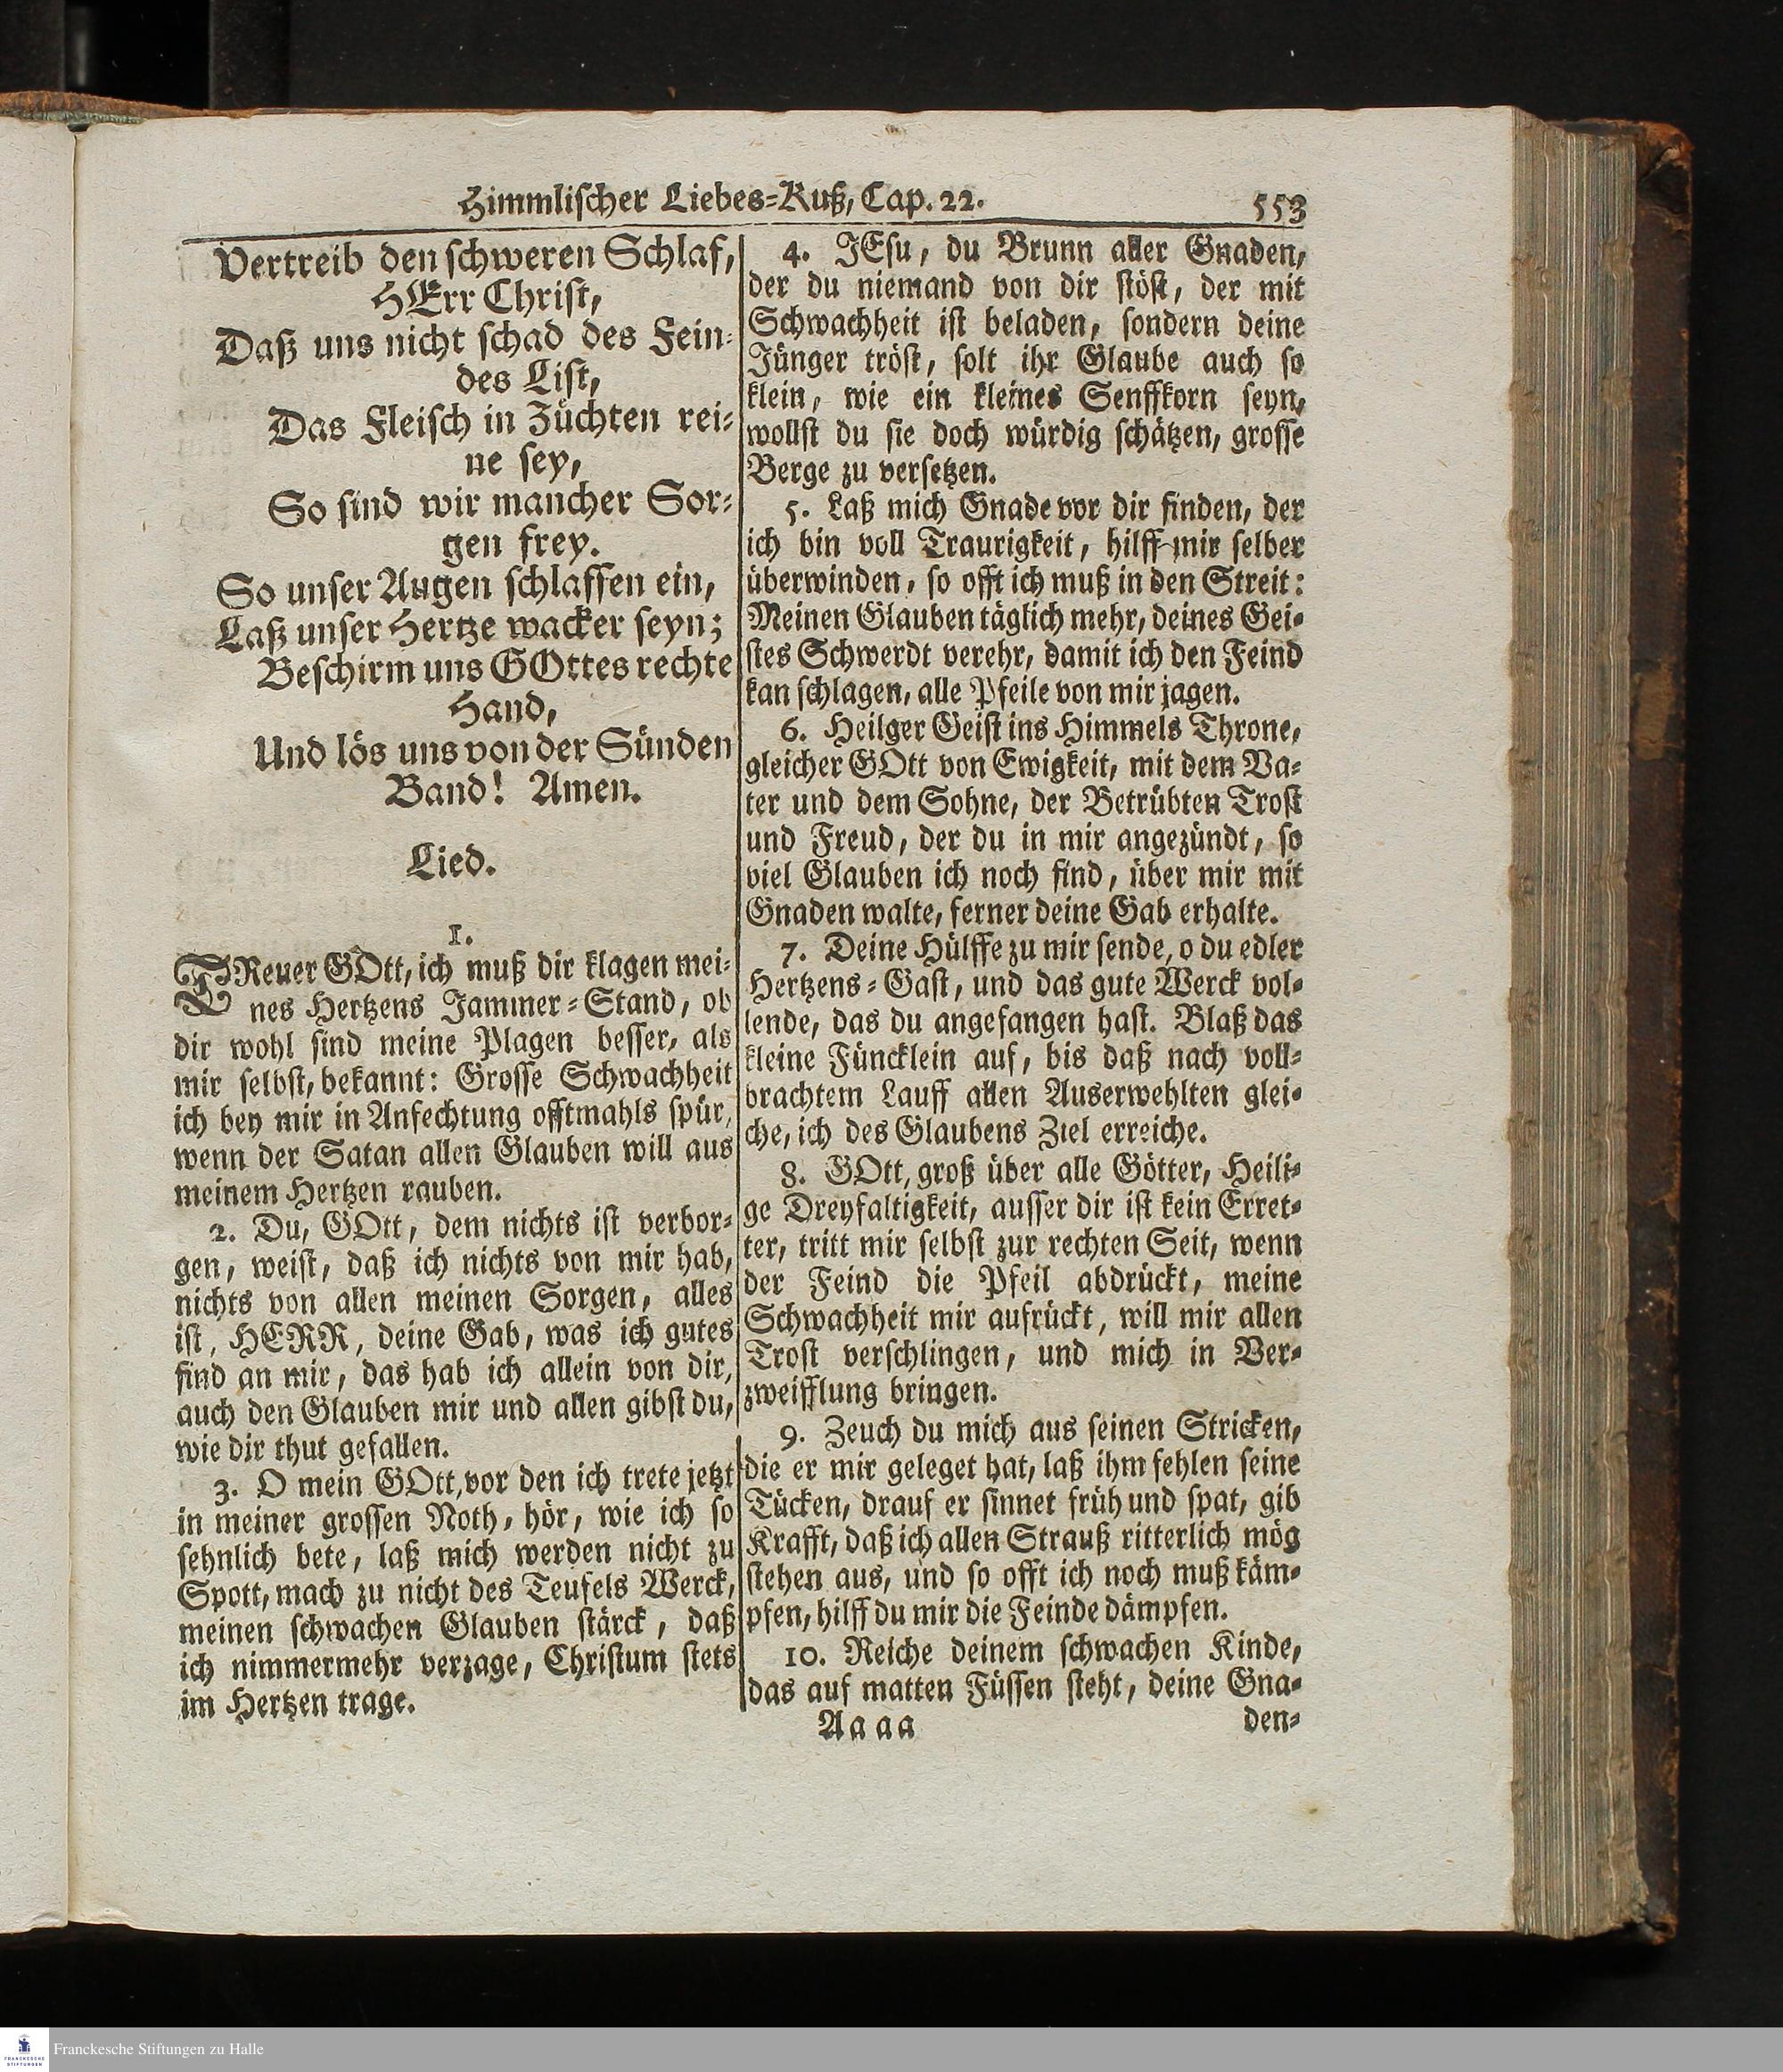 Himmlischer Liebes-Kuß, Cap. 22.
553
Vertreib den schweren Schlaf,
HErr Christ,
Daß uns nicht schad des Fein-
des List,
Das Fleisch in Züchten rei-
ne sey,
So sind wir mancher Sor-
gen frey.
So unser Augen schlaffen ein,
Laß unser Hertze wacker seyn;
Beschirm uns GOttes rechte
Hand,
Und lös uns von der Sünden
Band! Amen.
Lied.
1.
TReuer GOtt, ich muß dir klagen mei-
nes Hertzens Jammer-Stand, ob
dir wohl sind meine Plagen besser, als
mir selbst, bekannt: Grosse Schwachheit
ich bey mir in Anfechtung offtmahls spür,
wenn der Satan allen Glauben will aus
meinem Hertzen rauben.
2. Du, GOtt, dem nichts ist verbor-
gen, weist, daß ich nichts von mir hab,
nichts von allen meinen Sorgen, alles
ist, HERR, deine Gab, was ich gutes
find an mir, das hab ich allein von dir,
auch den Glauben mir und allen gibst du,
wie dir thut gefallen.
3. O mein GOtt, vor den ich trete jetzt
in meiner grossen Noth, hör, wie ich so
sehnlich bete, laß mich werden nicht zu
Spott, mach zu nicht des Teufels Werck,
meinen schwachen Glauben stärck, daß
ich nimmermehr verzage, Christum stets
im Hertzen trage.
4. JEsu, du Brunn aller Gnaden,
der du niemand von dir stöst, der mit
Schwachheit ist beladen, sondern deine
Jünger tröst, solt ihr Glaube auch so
klein, wie ein kleines Senffkorn seyn,
wollst du sie doch würdig schätzen, grosse
Berge zu versetzen.
5. Laß mich Gnade vor dir finden, der
ich bin voll Traurigkeit, hilff mir selber
überwinden, so offt ich muß in den Streit:
Meinen Glauben täglich mehr, deines Gei-
stes Schwerdt verehr, damit ich den Feind
kan schlagen, alle Pfeile von mir jagen.
6. Heilger Geist ins Himmels Throne,
gleicher GOtt von Ewigkeit, mit dem Va-
ter und dem Sohne, der Betrübten Trost
und Freud, der du in mir angezündt, so
viel Glauben ich noch find, über mir mit
Gnaden walte, ferner deine Gab erhalte.
7. Deine Hülffe zu mir sende, o du edler
Hertzens-Gast, und das gute Werck vol-
lende, das du angefangen hast. Blaß das
kleine Füncklein auf, bis daß nach voll-
brachtem Lauff allen Auserwehlten glei-
che, ich des Glaubens Ziel erreiche.
8. GOtt, groß über alle Götter, Heili-
ge Dreyfaltigkeit, ausser dir ist kein Erret-
ter, tritt mir selbst zur rechten Seit, wenn
der Feind die Pfeil abdrückt, meine
Schwachheit mir aufrückt, will mir allen
Trost verschlingen, und mich in Ver-
zweifflung bringen.
9. Zeuch du mich aus seinen Stricken,
die er mir geleget hat, laß ihm fehlen seine
Tücken, drauf er sinnet früh und spat, gib
Krafft, daß ich allen Strauß ritterlich mög
stehen aus, und so offt ich noch muß käm-
pfen, hilff du mir die Feinde dämpfen.
10. Reiche deinem schwachen Kinde,
das auf matten Füssen steht, deine Gna-
Aaaa
den-
FRANCKESCHE
STIFTUNGEN
Franckesche Stiftungen zu Halle